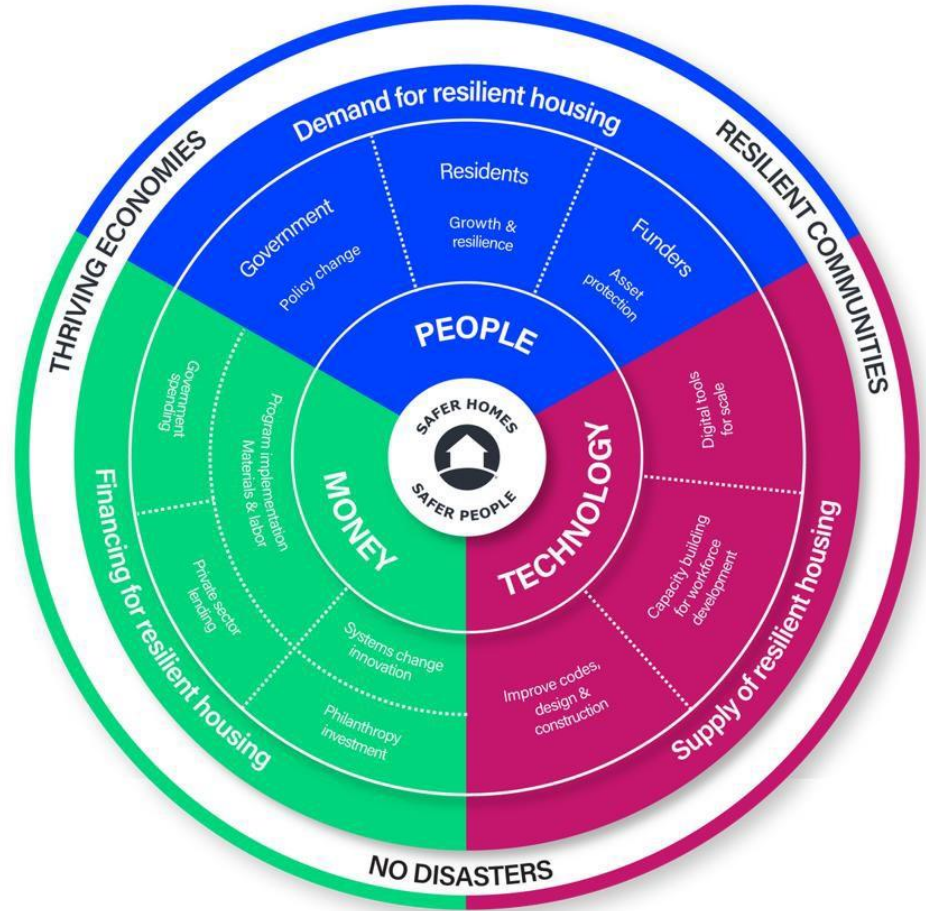 THRIVING ECONOMIES
RESILIENT COMMUNITIES
NO DISASTERS
Demand for resilient housing
Government
Policy change
Residents
Growth &
resilience
Funders
Asset
protection
PEOPLE
SAFER HOMES
SAFER PEOPLE
TECHNOLOGY
Digital tools
for scale
Capacity building
for workforce
development
Improve codes,
design &
construction
Supply of resilient housing
MONEY
Government
spending
Program implementation
Materials & labor
Private sector
lending
Systems change
innovation
Philanthropy
investment
Financing for resilient housing